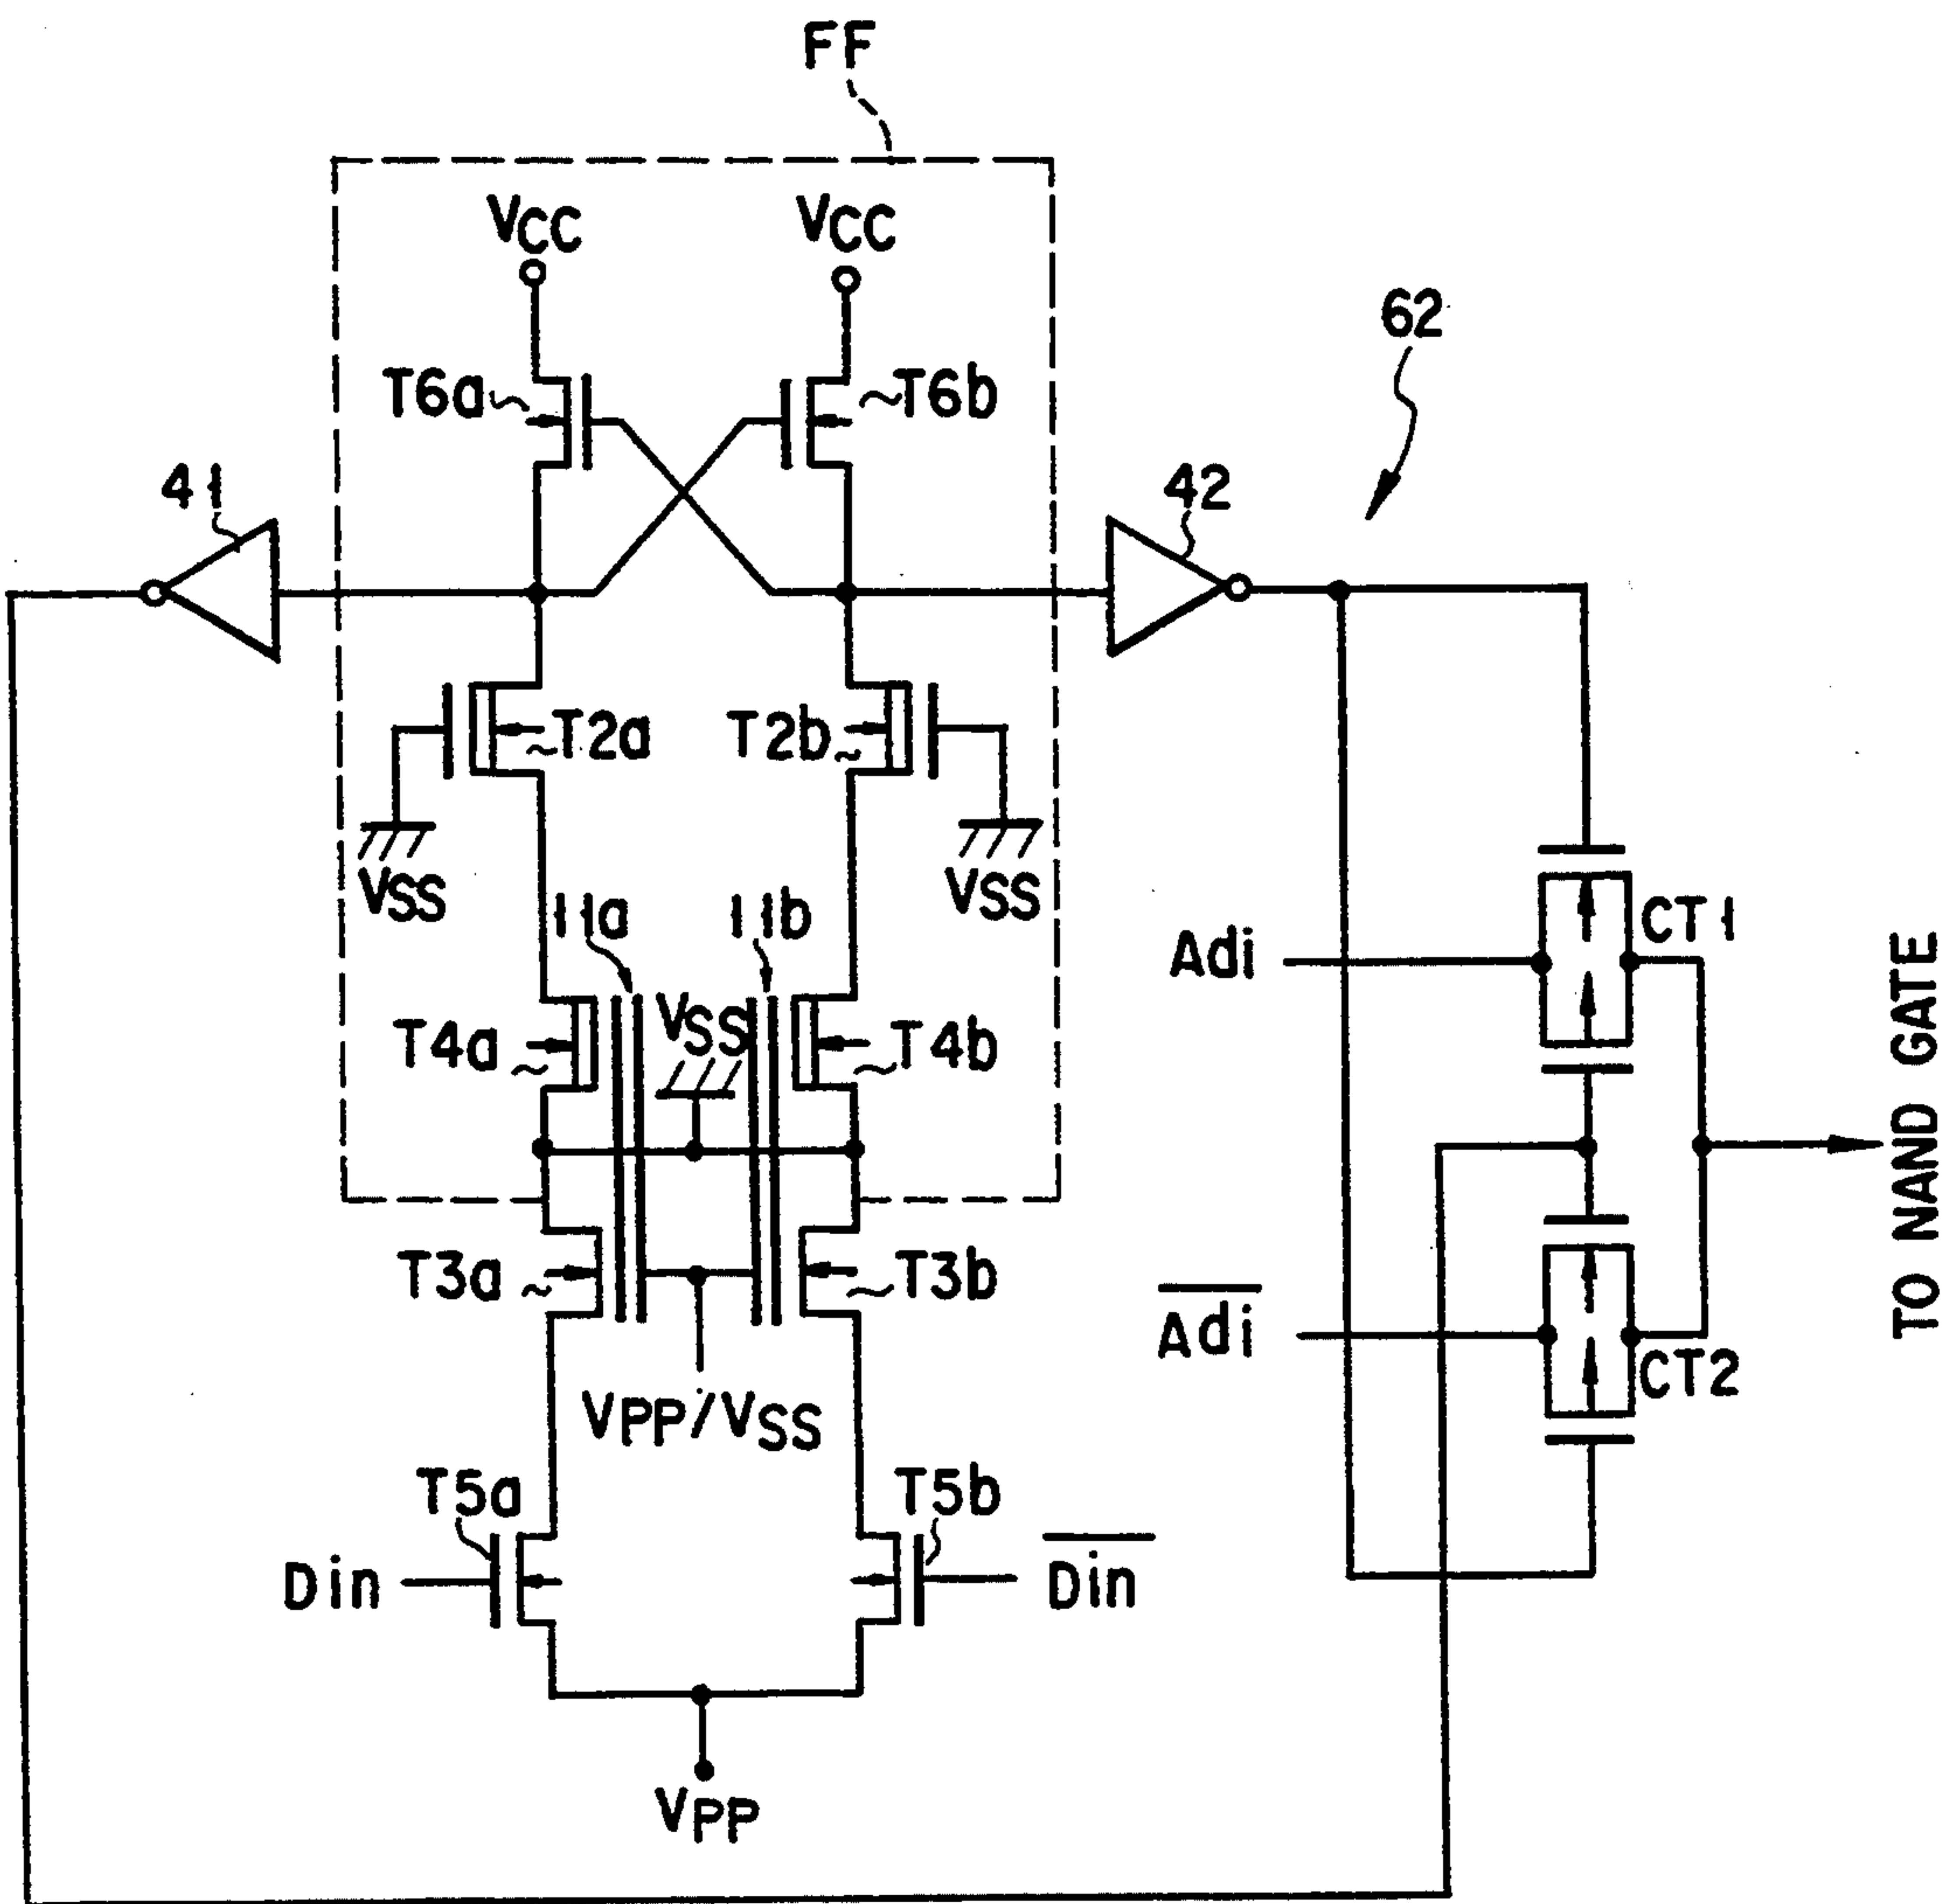 FF
VCC
VCC
62
T6a
T6b
41
42
T2a
T2b
VSS
VSS
11a
11b
Adi
CT1
VSS
T4a
T4b
T3a
T3b
Adi
CT2
VPP/VSS
T5a
T5b
Din
Din
VPP
TO NAND GATE